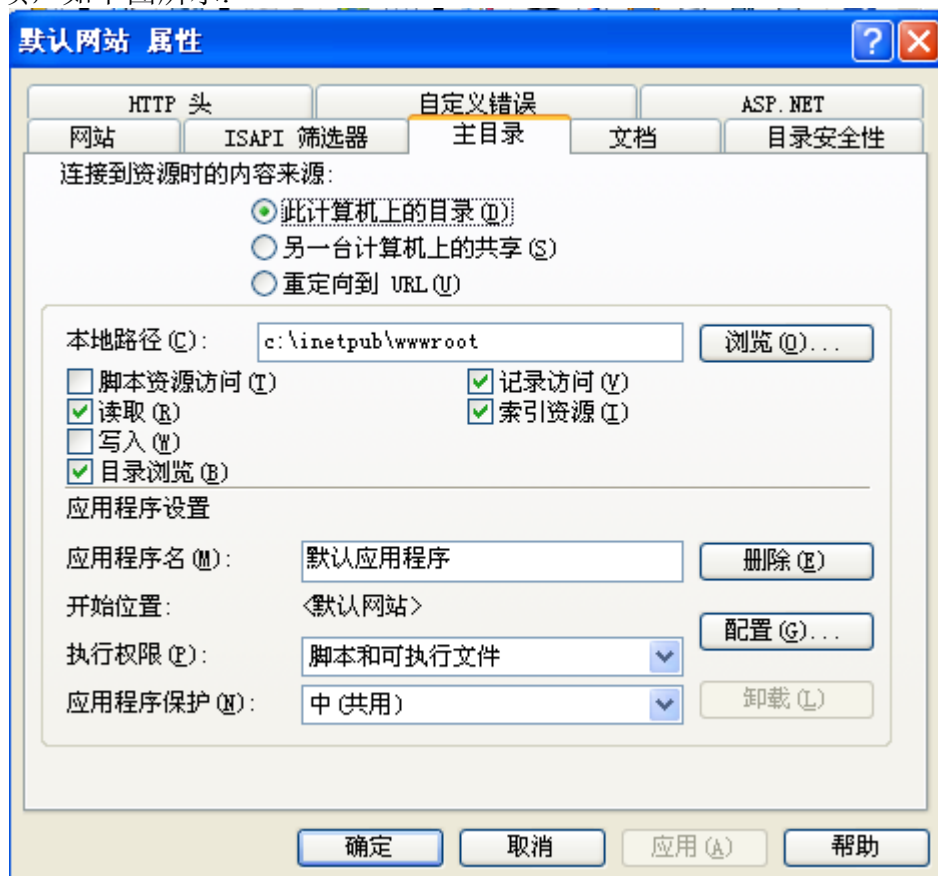 如下图所示:
默认网站 属性
HTTP 头 自定义错误 ASP.NET
网站 ISAPI 筛选器 主目录 文档 目录安全性
连接到资源时的内容来源:
此计算机上的目录(D)
另一台计算机上的共享(S)
重定向到 URL(U)
本地路径(C): c:\inetpub\wwwroot 浏览(O)...
脚本资源访问(T) 记录访问(V)
读取(R) 索引资源(I)
写入(W)
目录浏览(B)
应用程序设置
应用程序名(M): 默认应用程序 删除(E)
开始位置: <默认网站>
配置(G)...
执行权限(P): 脚本和可执行文件
应用程序保护(N): 中(共用) 卸载(L)
确定 取消 应用(A) 帮助